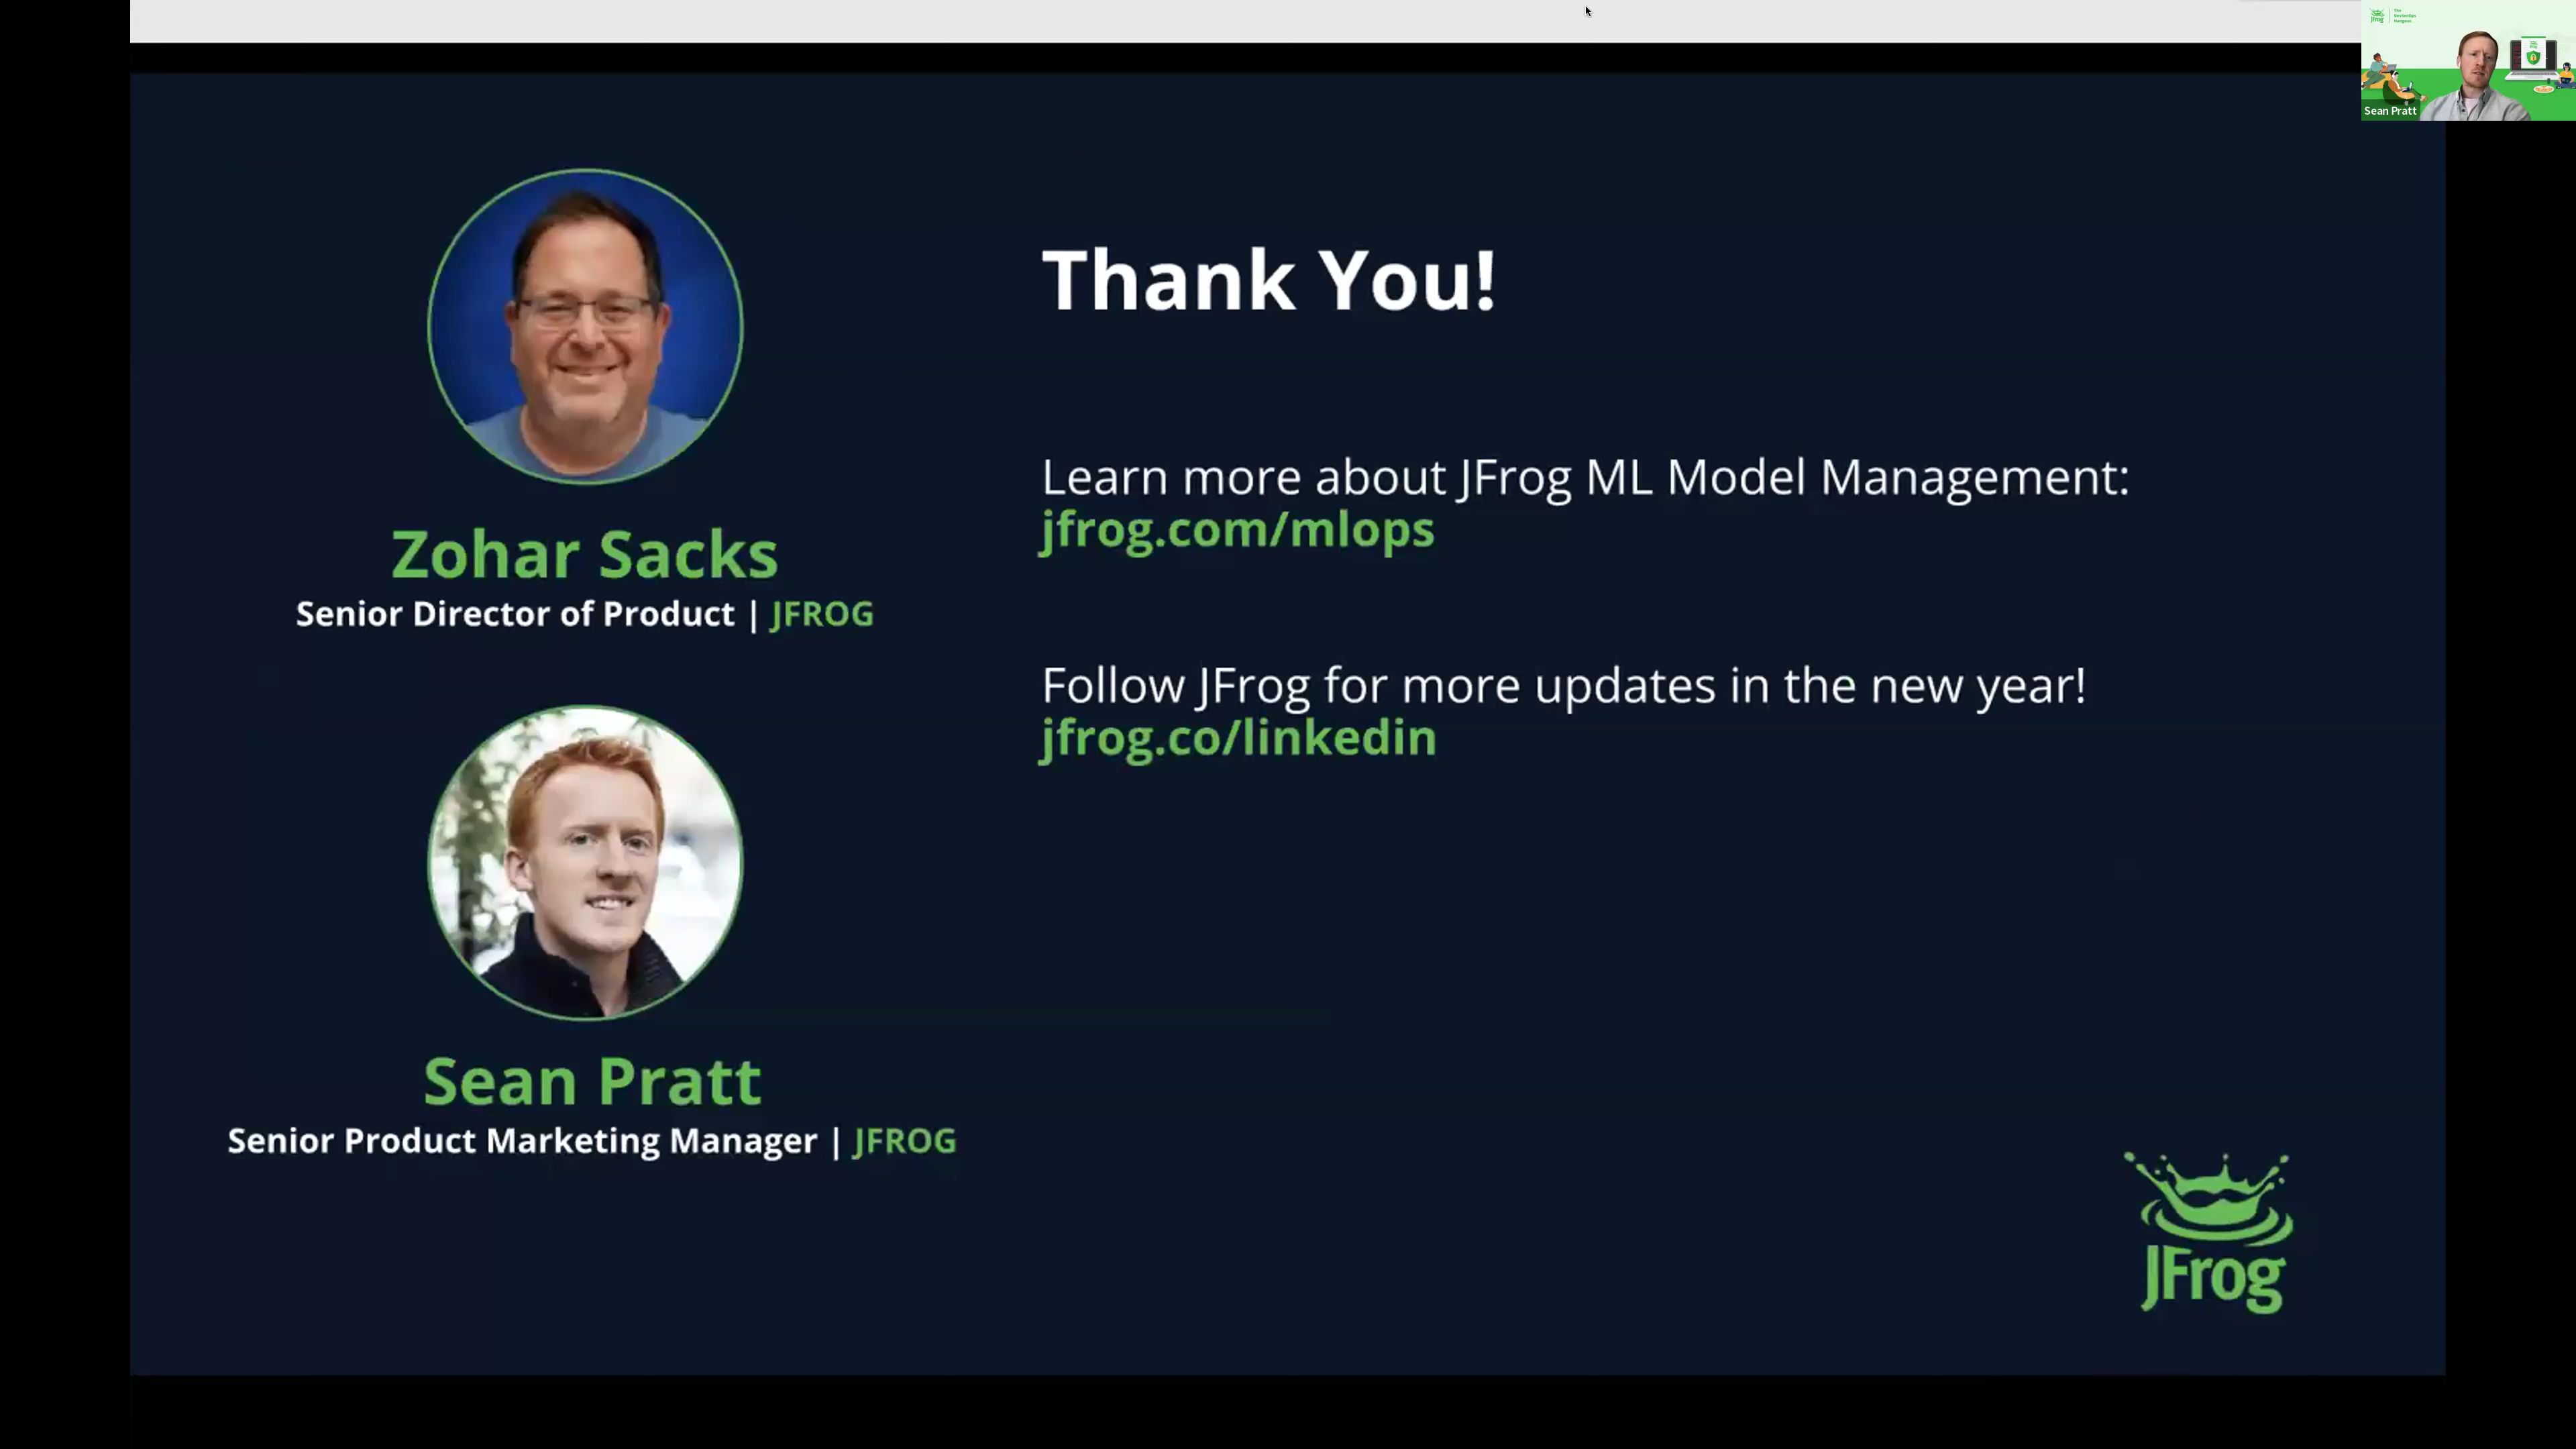 Zohar Sacks
Senior Director of Product | JFROG
Sean Pratt
Senior Product Marketing Manager | JFROG
Thank You!
Learn more about JFrog ML Model Management:
jfrog.com/mlops
Follow JFrog for more updates in the new year!
jfrog.co/linkedin
JFrog
JFrog
Sean Pratt